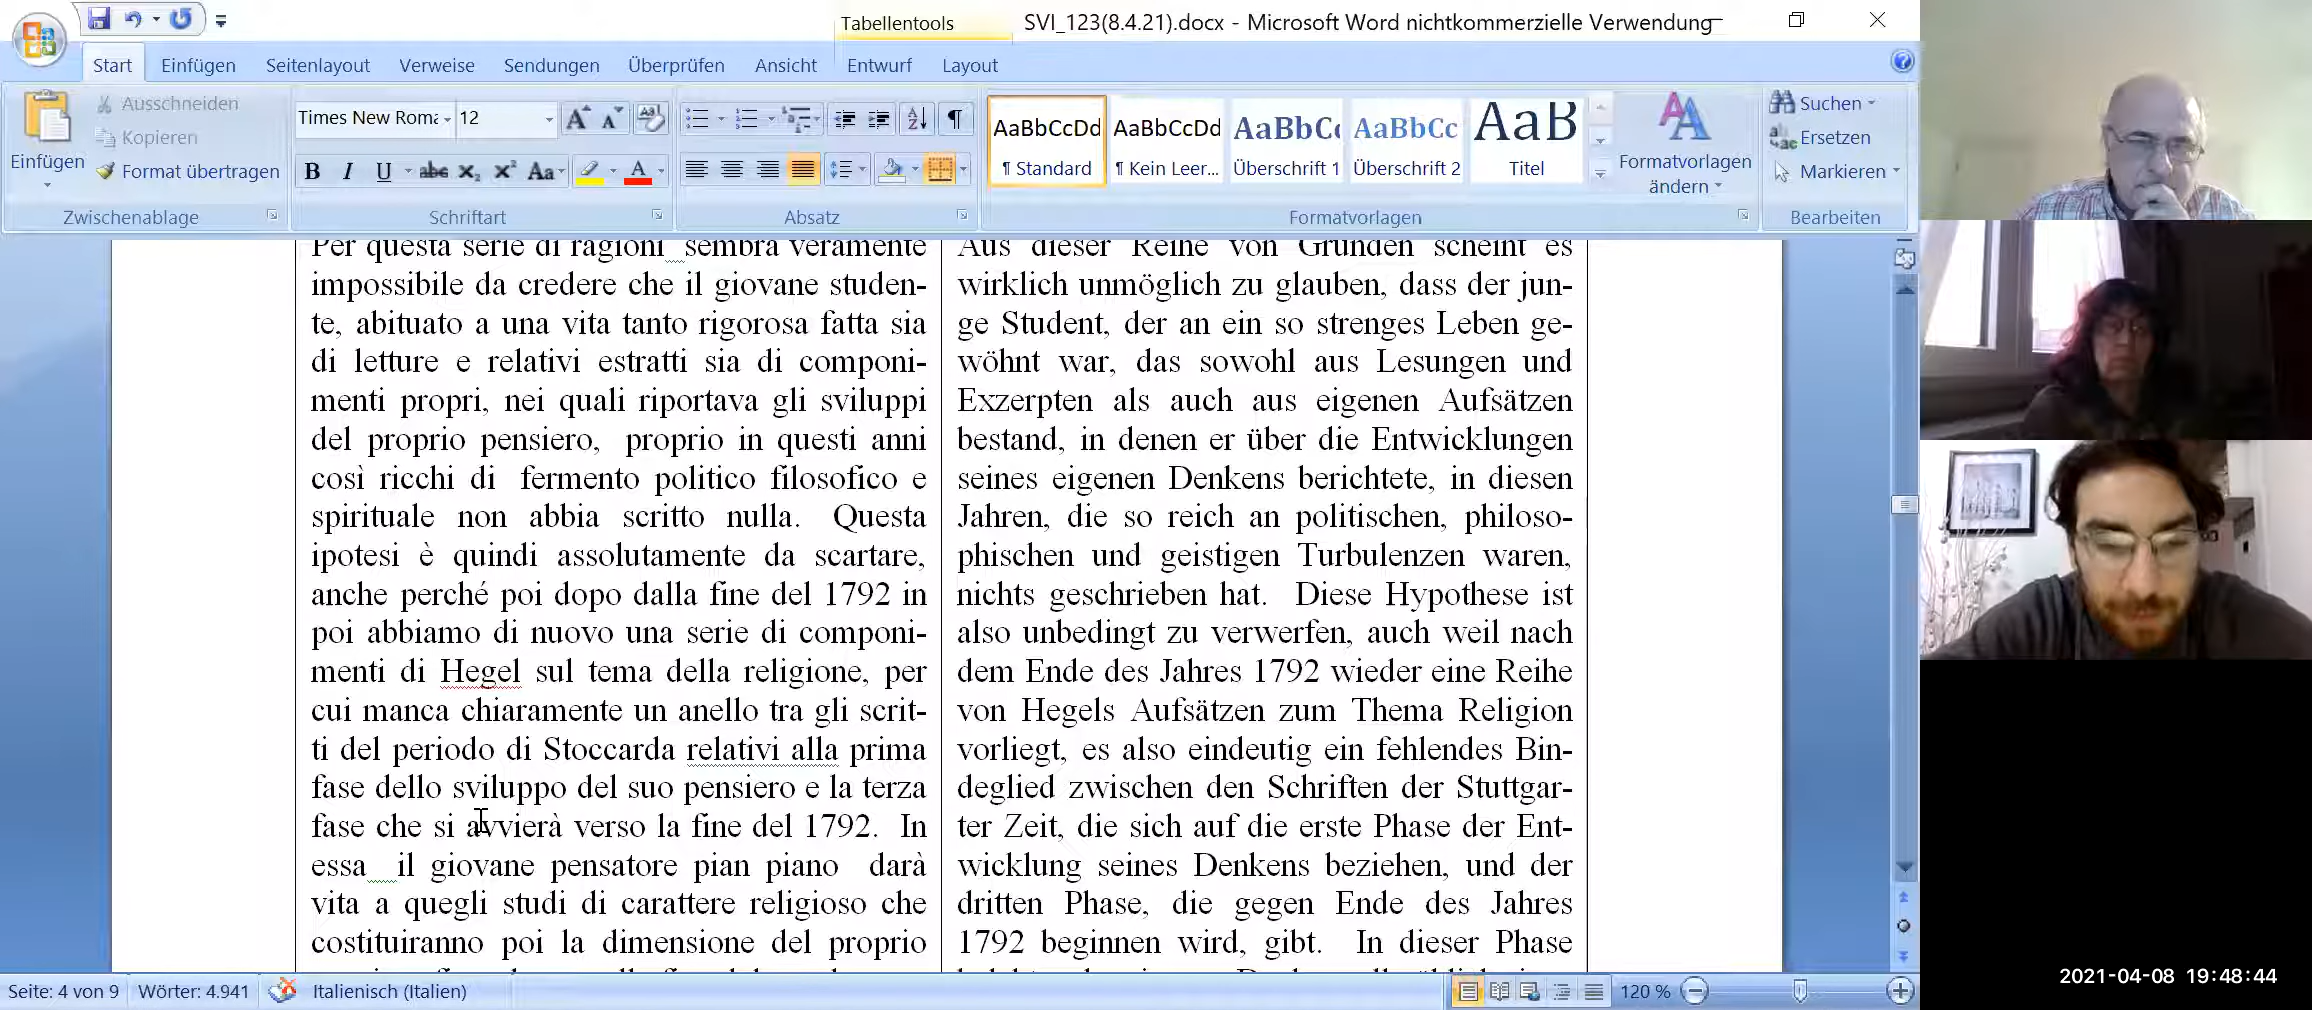 Tabellentools
SVI_123(8.4.21).docx - Microsoft Word nichtkommerzielle Verwendung
Start Einfügen Seitenlayout Verweise Sendungen Überprüfen Ansicht Entwurf Layout
Einfügen
Ausschneiden
Kopieren
Format übertragen
Zwischenablage
Times New Roma 12
Schriftart
Absatz
AaBbCcDd AaBbCcDd AaBbCc AaBbCc AaB
¶ Standard ¶ Kein Leer... Überschrift 1 Überschrift 2 Titel
Formatvorlagen
ändern
Formatvorlagen
Suchen
Ersetzen
Markieren
Bearbeiten
Per questa serie di ragioni sembra veramente
impossibile da credere che il giovane studen-
te, abituato a una vita tanto rigorosa fatta sia
di letture e relativi estratti sia di componi-
menti propri, nei quali riportava gli sviluppi
del proprio pensiero, proprio in questi anni
così ricchi di fermento politico filosofico e
spirituale non abbia scritto nulla. Questa
ipotesi è quindi assolutamente da scartare,
anche perché poi dopo dalla fine del 1792 in
poi abbiamo di nuovo una serie di componi-
menti di Hegel sul tema della religione, per
cui manca chiaramente un anello tra gli scrit-
ti del periodo di Stoccarda relativi alla prima
fase dello sviluppo del suo pensiero e la terza
fase che si avvierà verso la fine del 1792. In
essa il giovane pensatore pian piano darà
vita a quegli studi di carattere religioso che
costituiranno poi la dimensione del proprio
Aus dieser Reihe von Gründen scheint es
wirklich unmöglich zu glauben, dass der jun-
ge Student, der an ein so strenges Leben ge-
wöhnt war, das sowohl aus Lesungen und
Exzerpten als auch aus eigenen Aufsätzen
bestand, in denen er über die Entwicklungen
seines eigenen Denkens berichtete, in diesen
Jahren, die so reich an politischen, philoso-
phischen und geistigen Turbulenzen waren,
nichts geschrieben hat. Diese Hypothese ist
also unbedingt zu verwerfen, auch weil nach
dem Ende des Jahres 1792 wieder eine Reihe
von Hegels Aufsätzen zum Thema Religion
vorliegt, es also eindeutig ein fehlendes Bin-
deglied zwischen den Schriften der Stuttgar-
ter Zeit, die sich auf die erste Phase der Ent-
wicklung seines Denkens beziehen, und der
dritten Phase, die gegen Ende des Jahres
1792 beginnen wird, gibt. In dieser Phase
Seite: 4 von 9 Wörter: 4.941 Italienisch (Italien) 120 %
2021-04-08 19:48:44